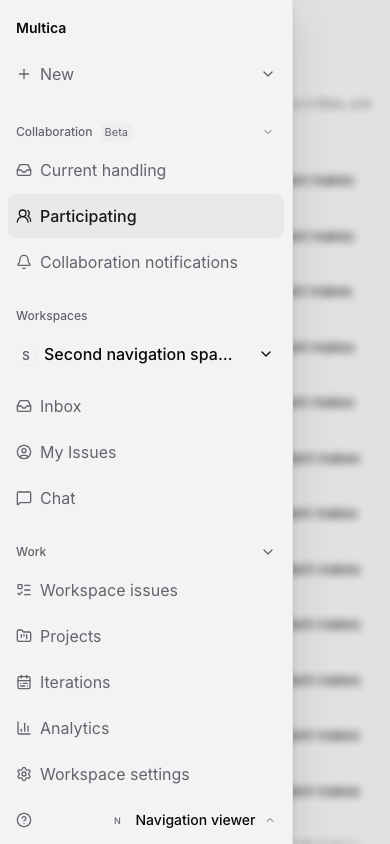 Multica
New
Collaboration Beta
Current handling
Participating
Collaboration notifications
Workspaces
S Second navigation spa...
Inbox
My Issues
Chat
Work
Workspace issues
Projects
Iterations
Analytics
Workspace settings
N Navigation viewer